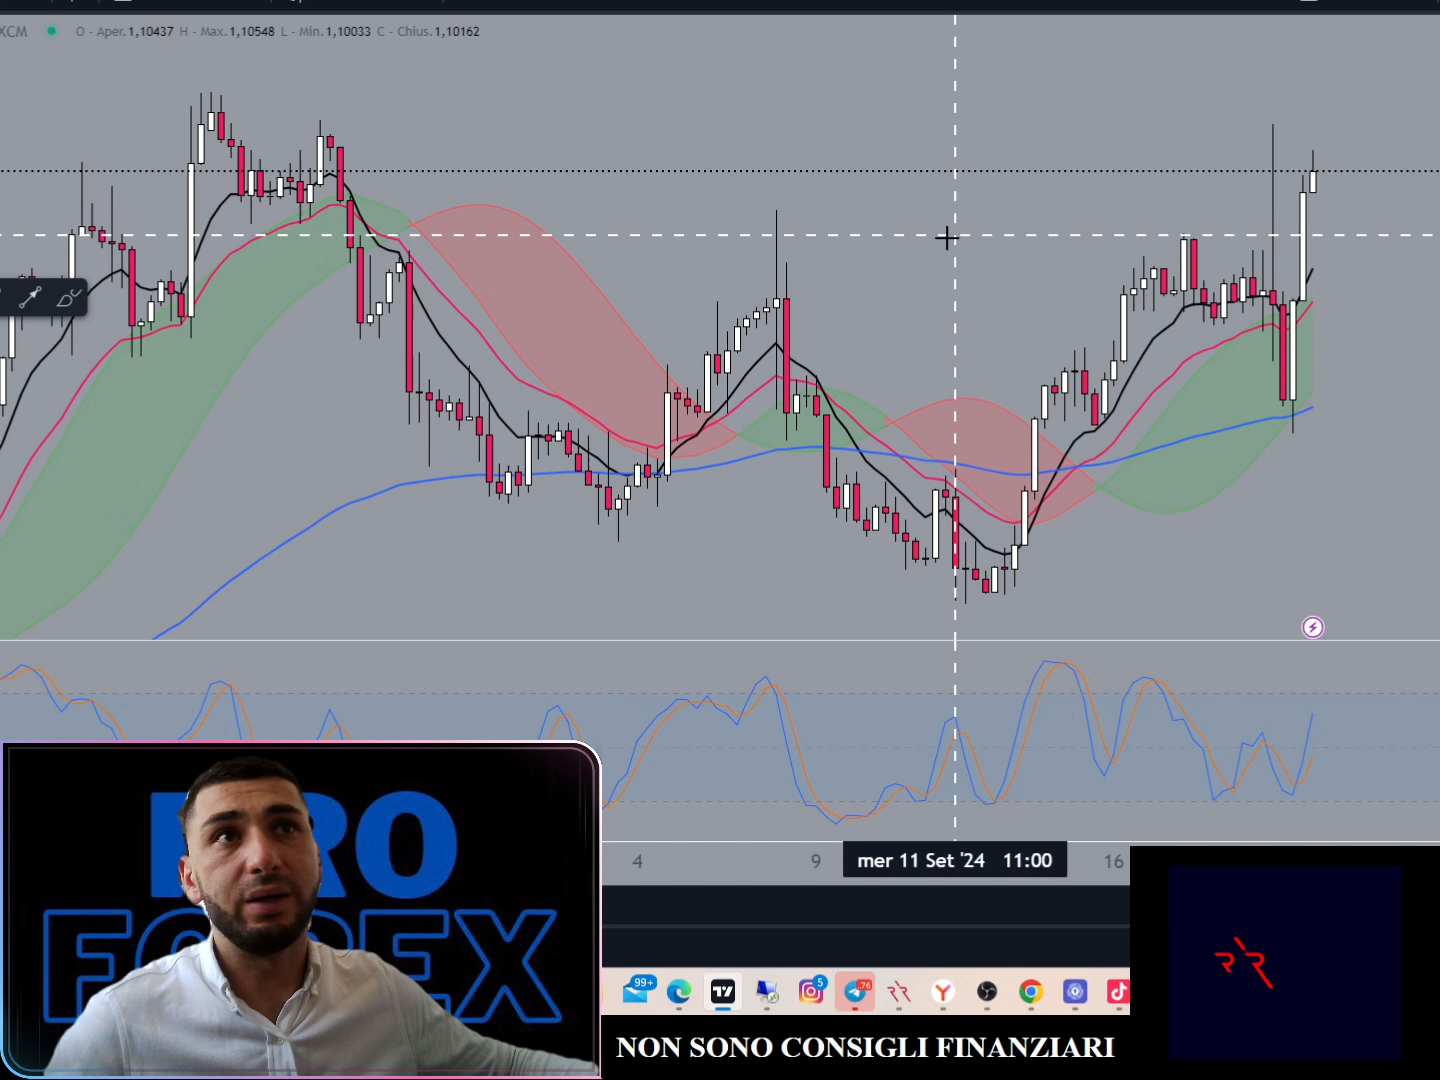 XCM O - Aper. 1,10437 H - Max. 1,10548 L - Min. 1,10033 C - Chius. 1,10162
4 9 mer 11 Set '24 11:00 16
FOREX
99+ 5 76
NON SONO CONSIGLI FINANZIARI